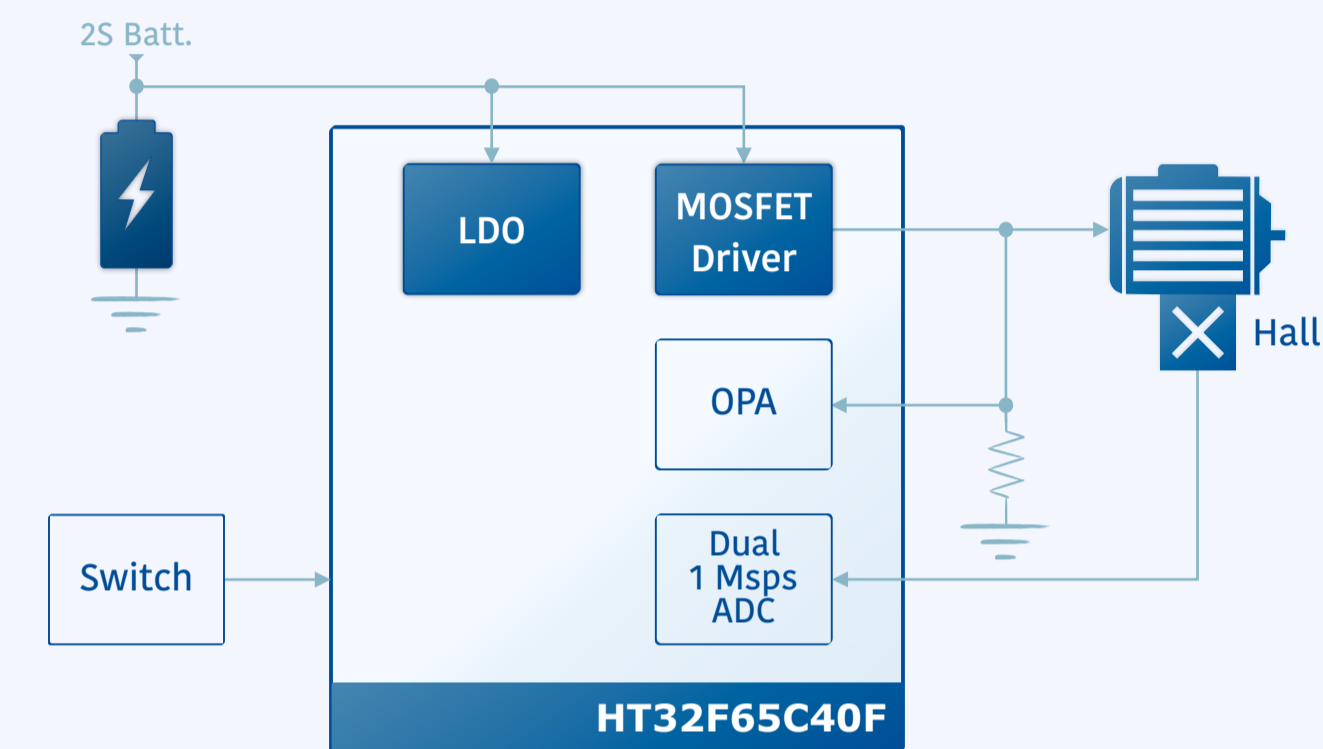 2S Batt.
LDO
MOSFET
Driver
Hall
OPA
Switch
Dual
1 Msps
ADC
HT32F65C40F